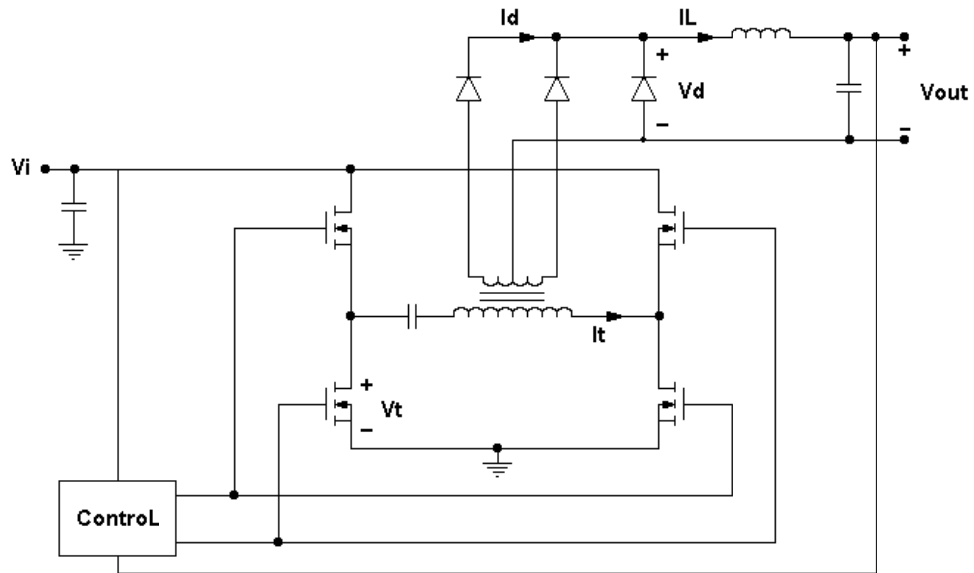 Id
IL
+
+
Vd
Vout
−
-
Vi
It
+
Vt
−
ControL